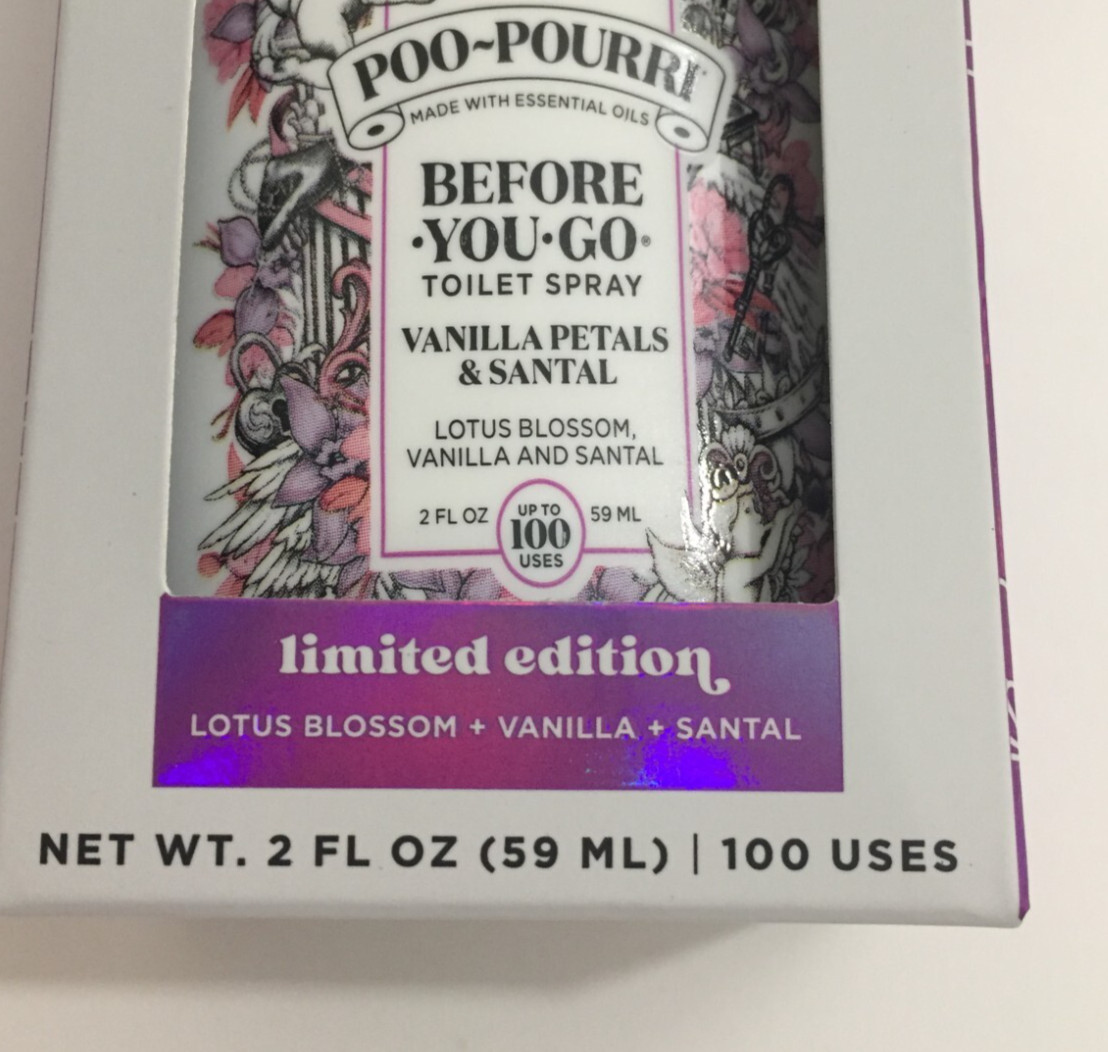 POO~POURRI
MADE WITH ESSENTIAL OILS
BEFORE
·YOU·GO®
TOILET SPRAY
VANILLA PETALS
& SANTAL
LOTUS BLOSSOM,
VANILLA AND SANTAL
2 FL OZ UP TO 100 USES 59 ML
limited edition
LOTUS BLOSSOM + VANILLA + SANTAL
NET WT. 2 FL OZ (59 ML) | 100 USES